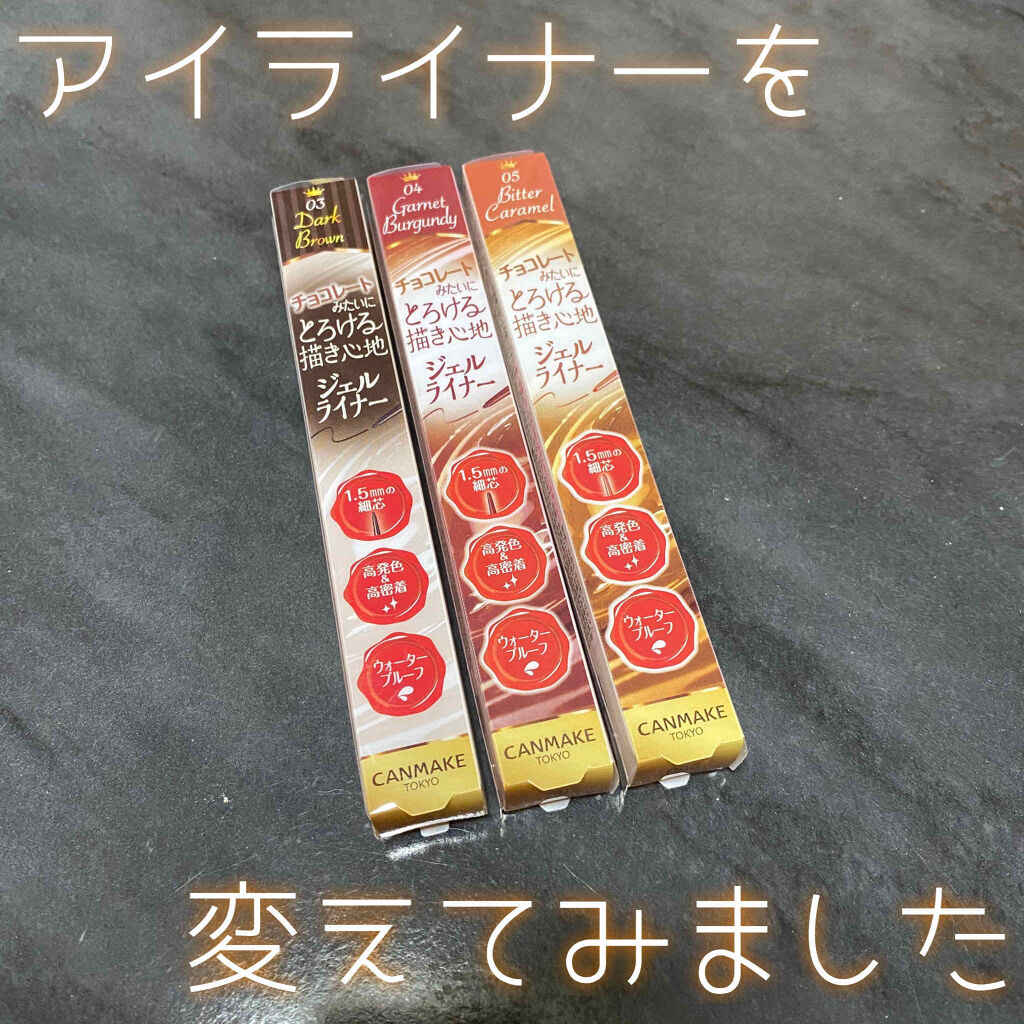 アイライナーを
03
Dark
Brown
チョコレート
みたいに
とろける
描き心地
ジェル
ライナー
1.5mmの
細芯
高発色
&
高密着
ウォーター
プルーフ
CANMAKE
TOKYO
04
Garnet
Burgundy
チョコレート
みたいに
とろける
描き心地
ジェル
ライナー
1.5mmの
細芯
高発色
&
高密着
ウォーター
プルーフ
CANMAKE
TOKYO
05
Bitter
Caramel
チョコレート
みたいに
とろける
描き心地
ジェル
ライナー
1.5mmの
細芯
高発色
&
高密着
ウォーター
プルーフ
CANMAKE
TOKYO
変えてみました